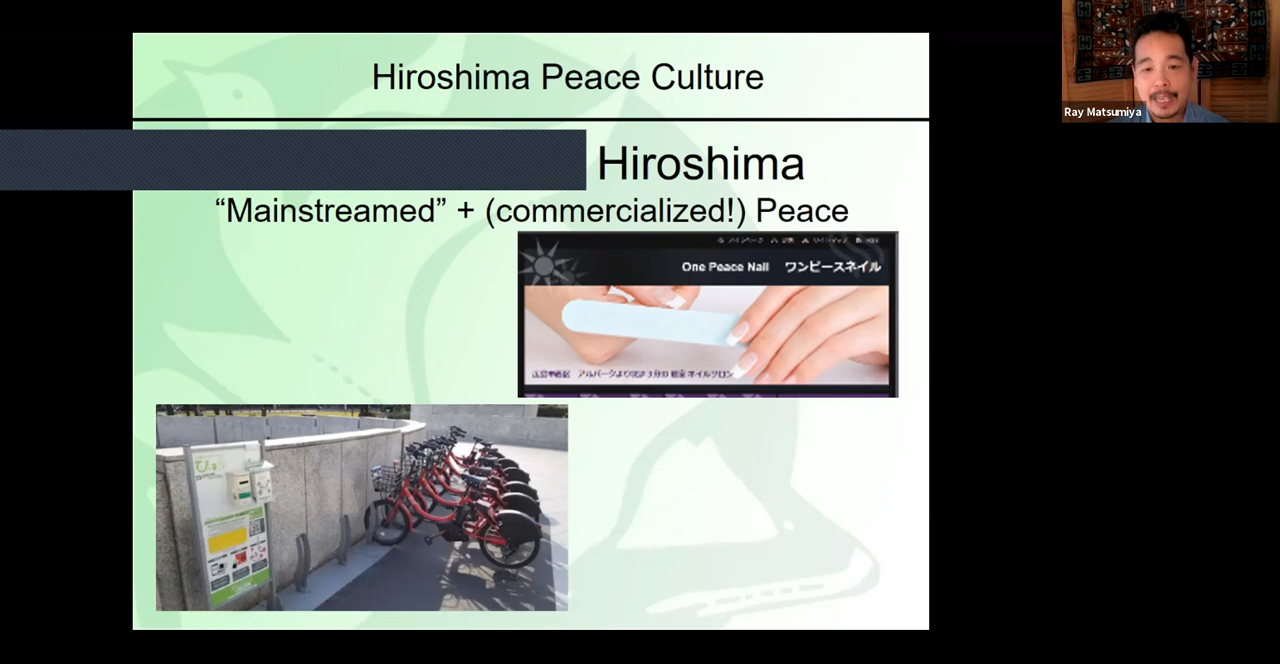 Hiroshima Peace Culture
Ray Matsumiya
Hiroshima
“Mainstreamed” + (commercialized!) Peace
One Peace Nail ワンピースネイル